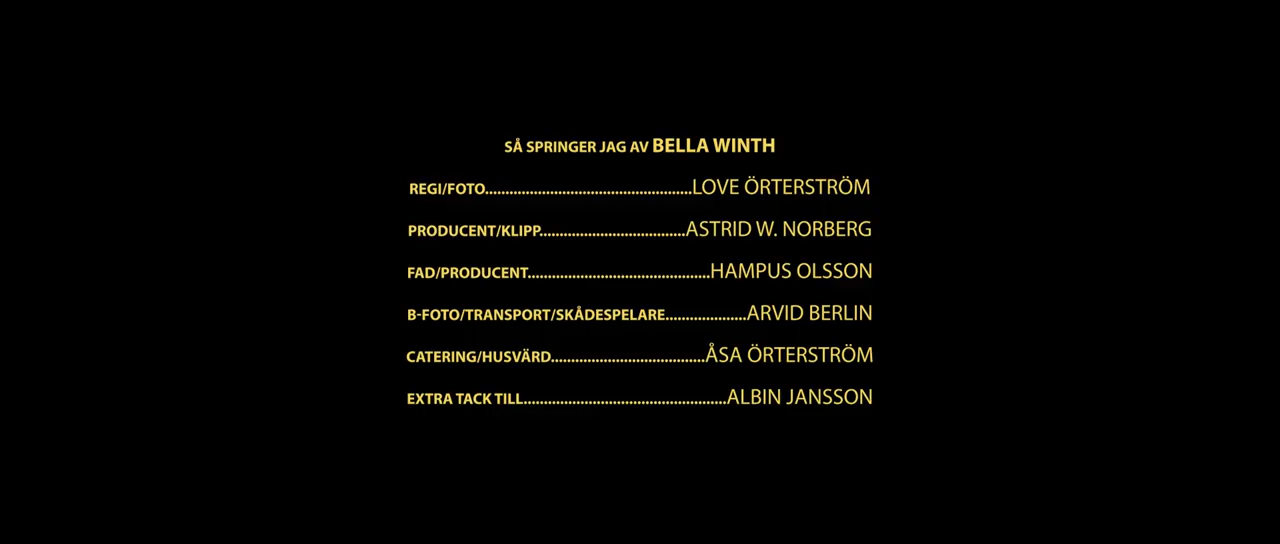 SÅ SPRINGER JAG AV BELLA WINTH
REGI/FOTO...................................................LOVE ÖRTERSTRÖM
PRODUCENT/KLIPP....................................ASTRID W. NORBERG
FAD/PRODUCENT.............................................HAMPUS OLSSON
B-FOTO/TRANSPORT/SKÅDESPELARE....................ARVID BERLIN
CATERING/HUSVÄRD......................................ÅSA ÖRTERSTRÖM
EXTRA TACK TILL..................................................ALBIN JANSSON